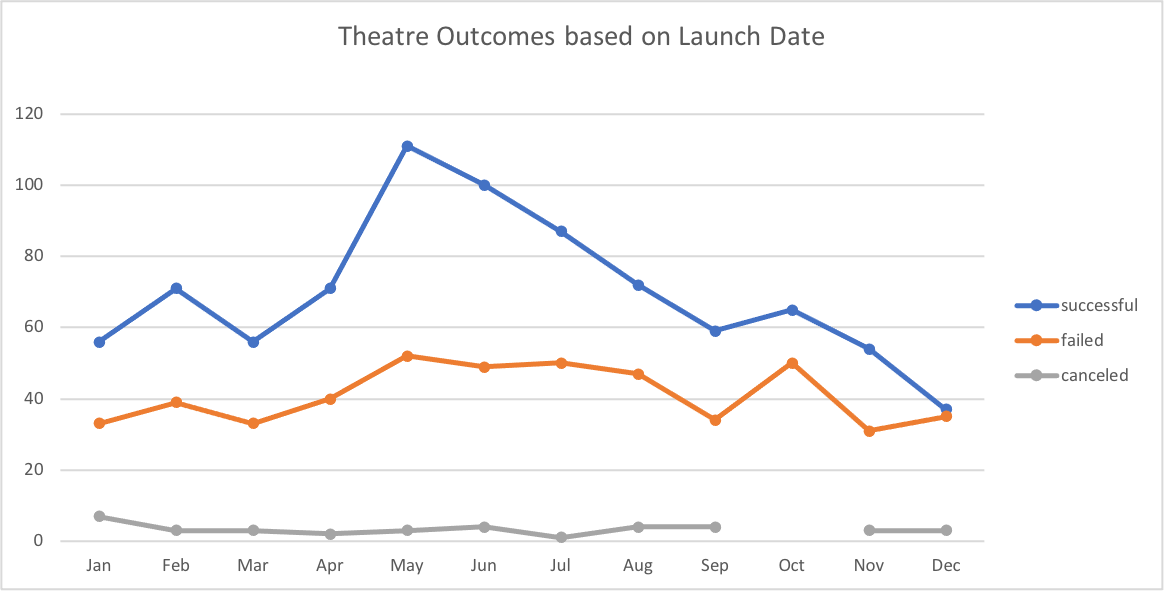 Theatre Outcomes based on Launch Date
120
100
80
60
40
20
0
Jan Feb Mar Apr May Jun Jul Aug Sep Oct Nov Dec
successful
failed
canceled